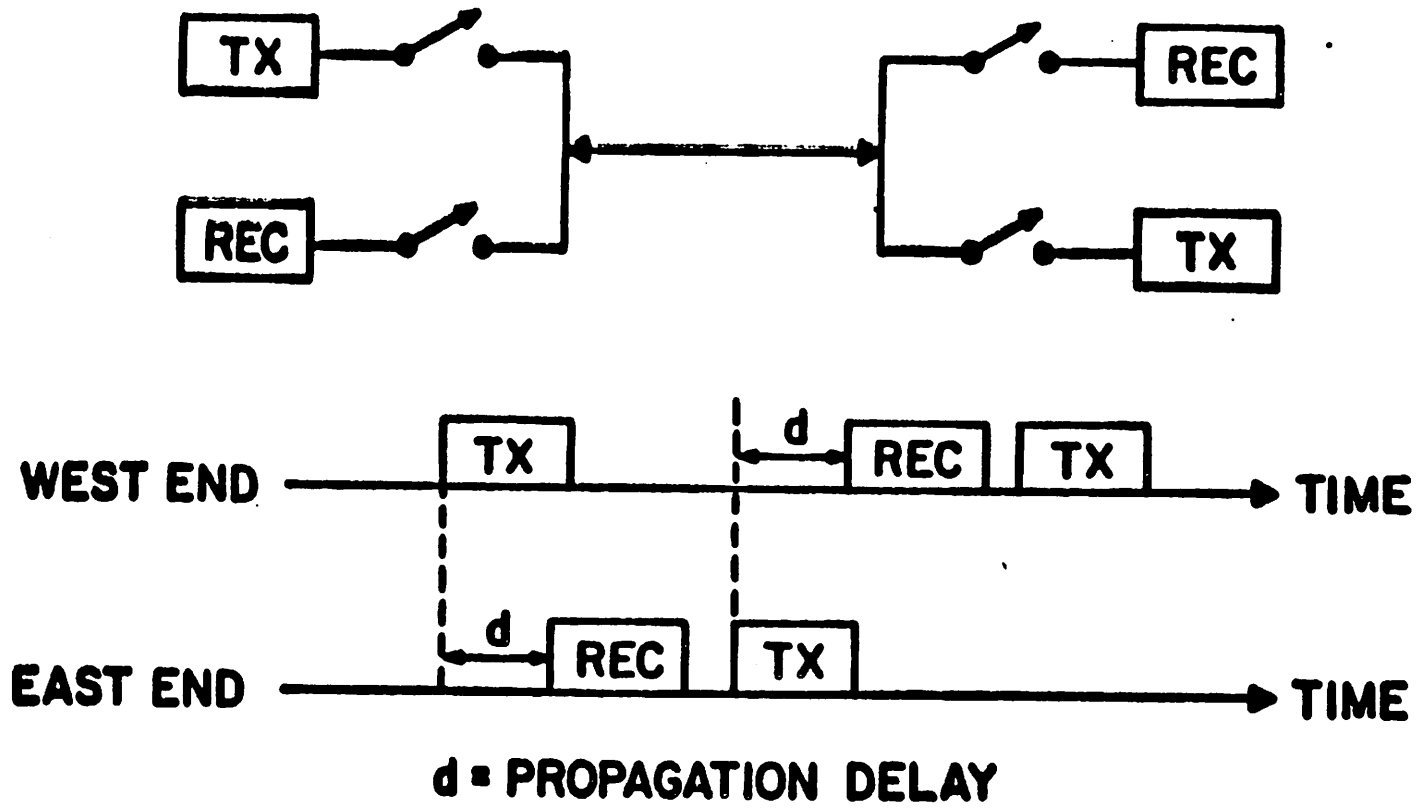 TX
REC
REC
TX
d
TX
REC
TX
WEST END
TIME
d
REC
TX
EAST END
TIME
d = PROPAGATION DELAY